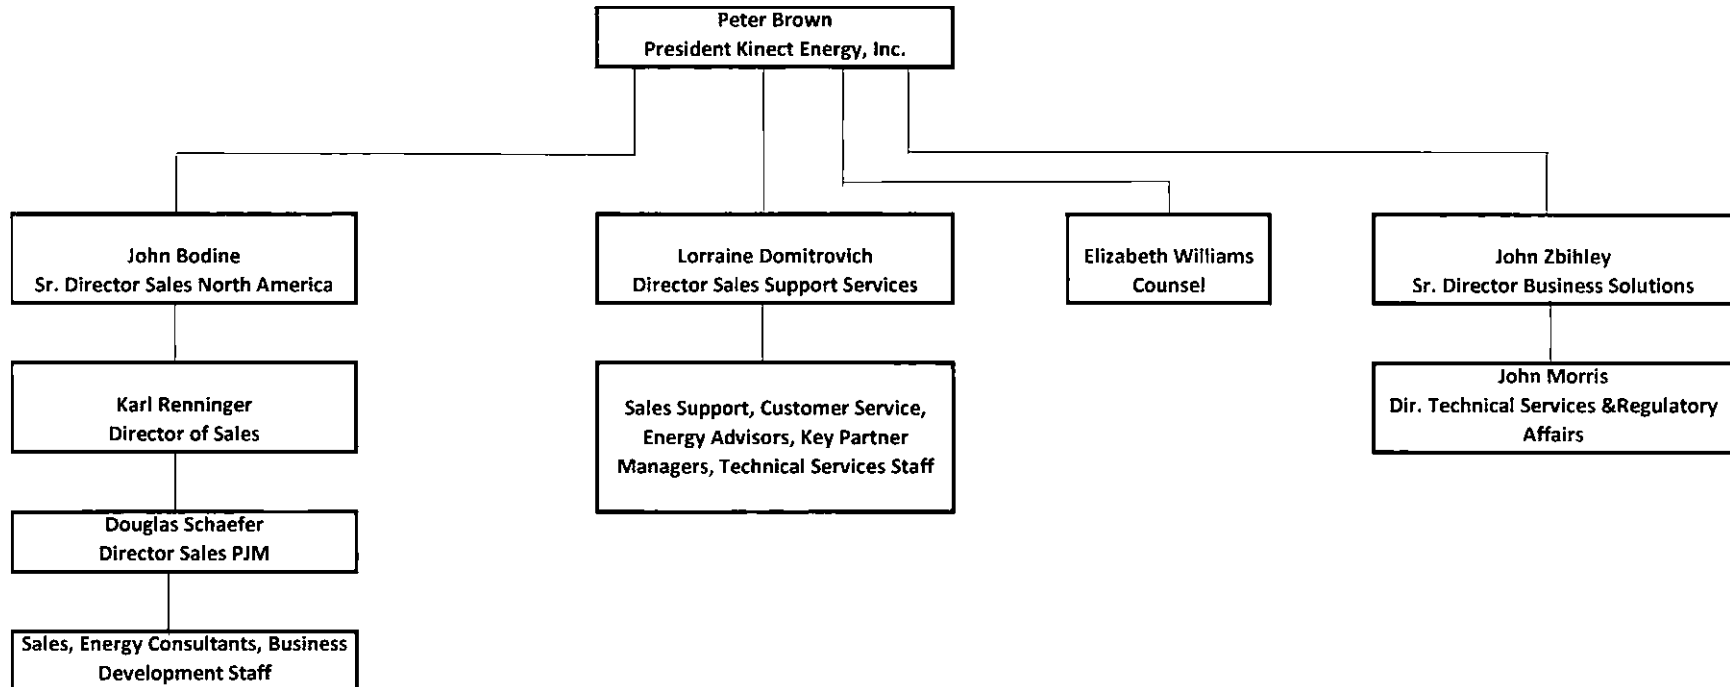 Peter Brown
President Kinect Energy, Inc.
John Bodine
Sr. Director Sales North America
Lorraine Domitrovich
Director Sales Support Services
Elizabeth Williams
Counsel
John Zbihley
Sr. Director Business Solutions
Karl Renninger
Director of Sales
Sales Support, Customer Service,
Energy Advisors, Key Partner
Managers, Technical Services Staff
John Morris
Dir. Technical Services &Regulatory
Affairs
Douglas Schaefer
Director Sales PJM
Sales, Energy Consultants, Business
Development Staff